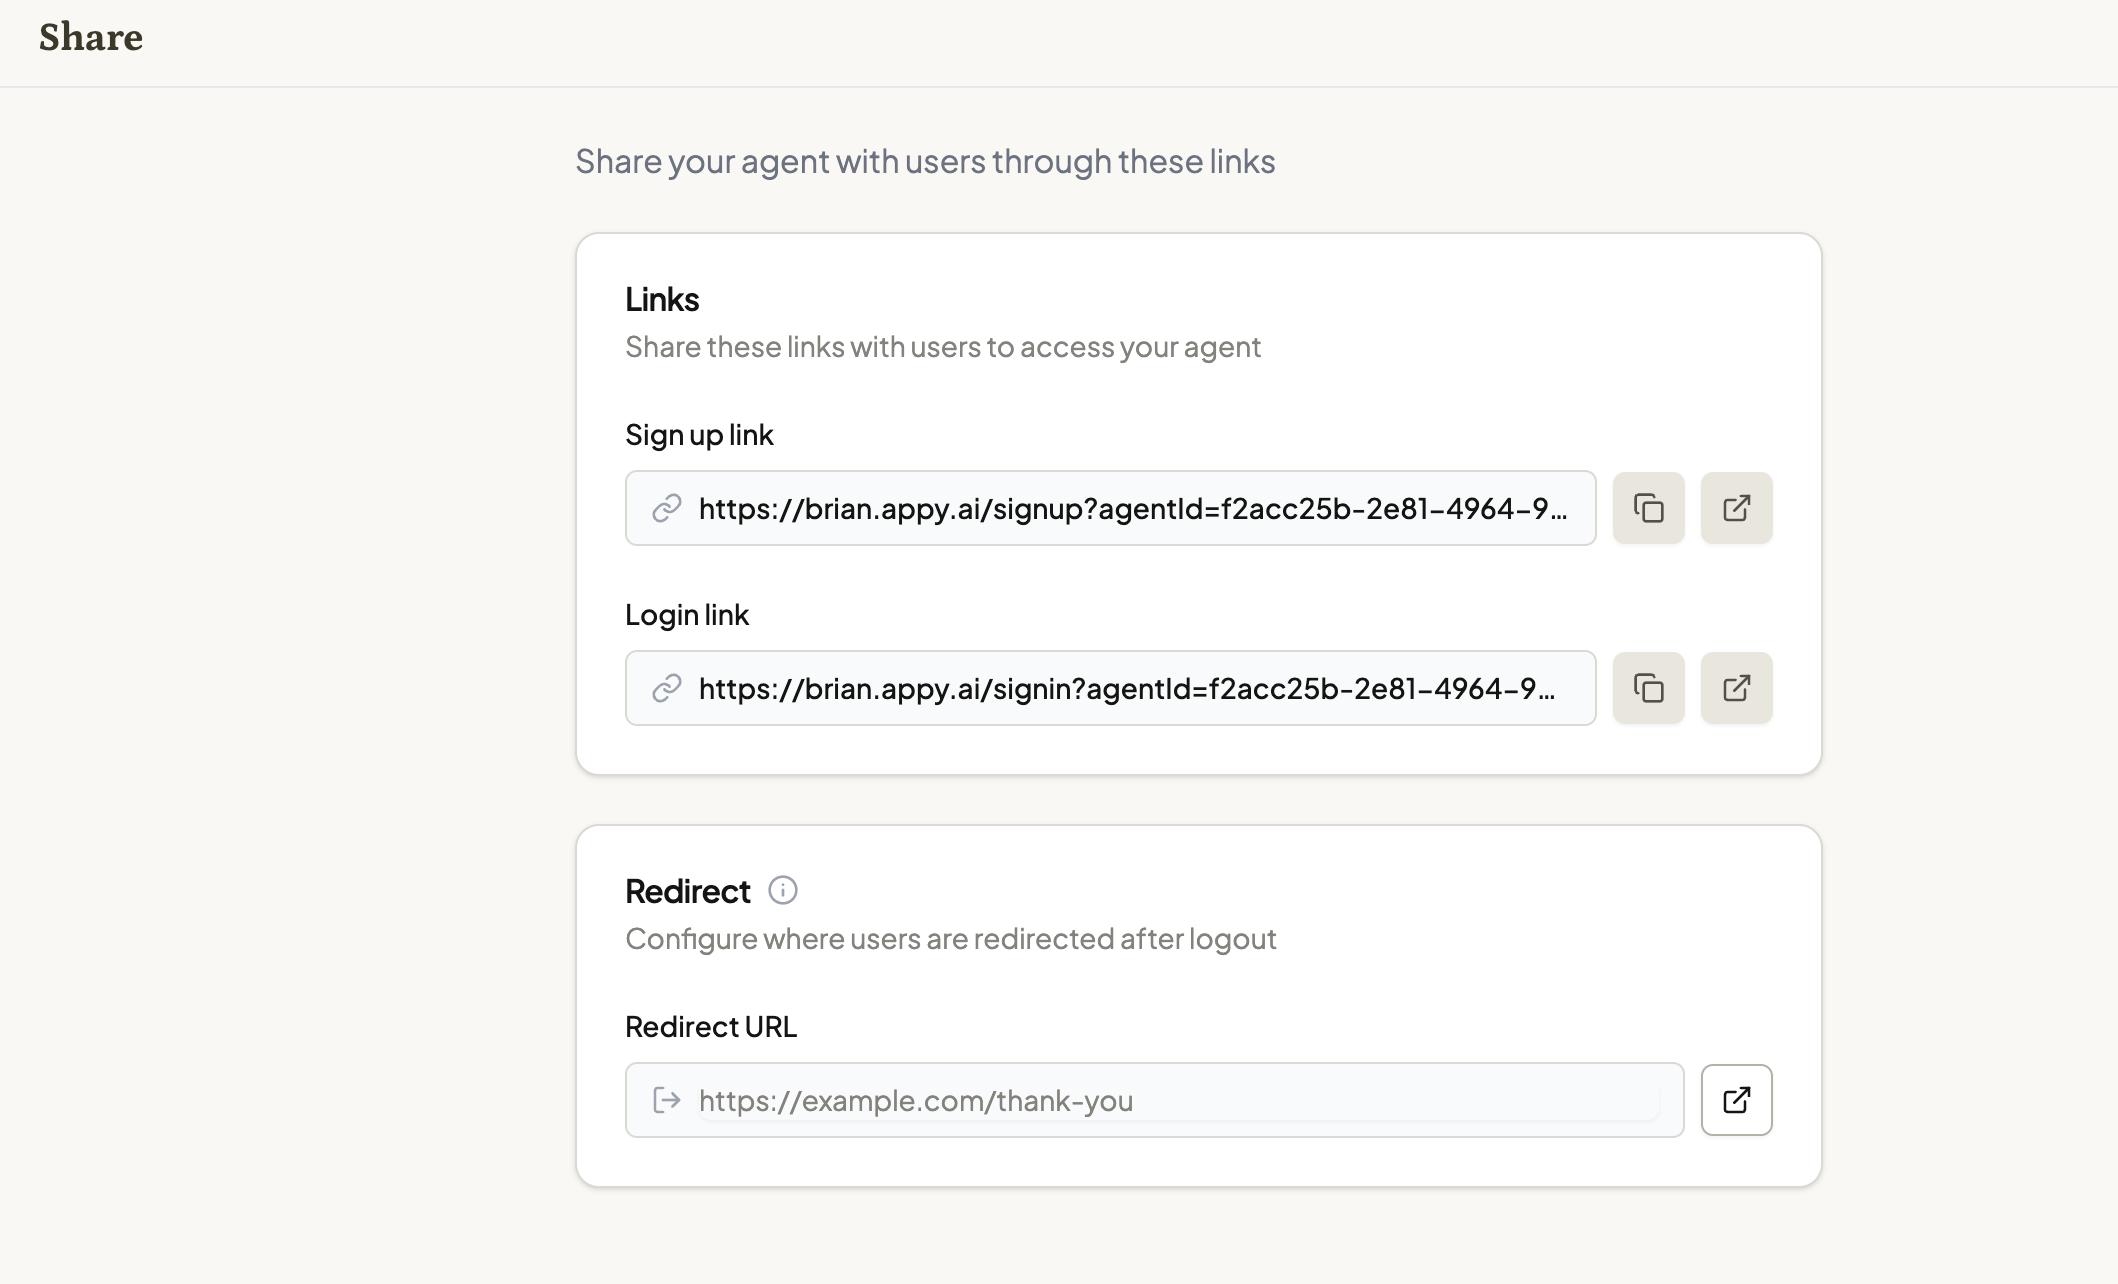 Share
Share your agent with users through these links
Links
Share these links with users to access your agent
Sign up link
https://brian.appy.ai/signup?agentId=f2acc25b-2e81-4964-9...
Login link
https://brian.appy.ai/signin?agentId=f2acc25b-2e81-4964-9...
Redirect
Configure where users are redirected after logout
Redirect URL
https://example.com/thank-you